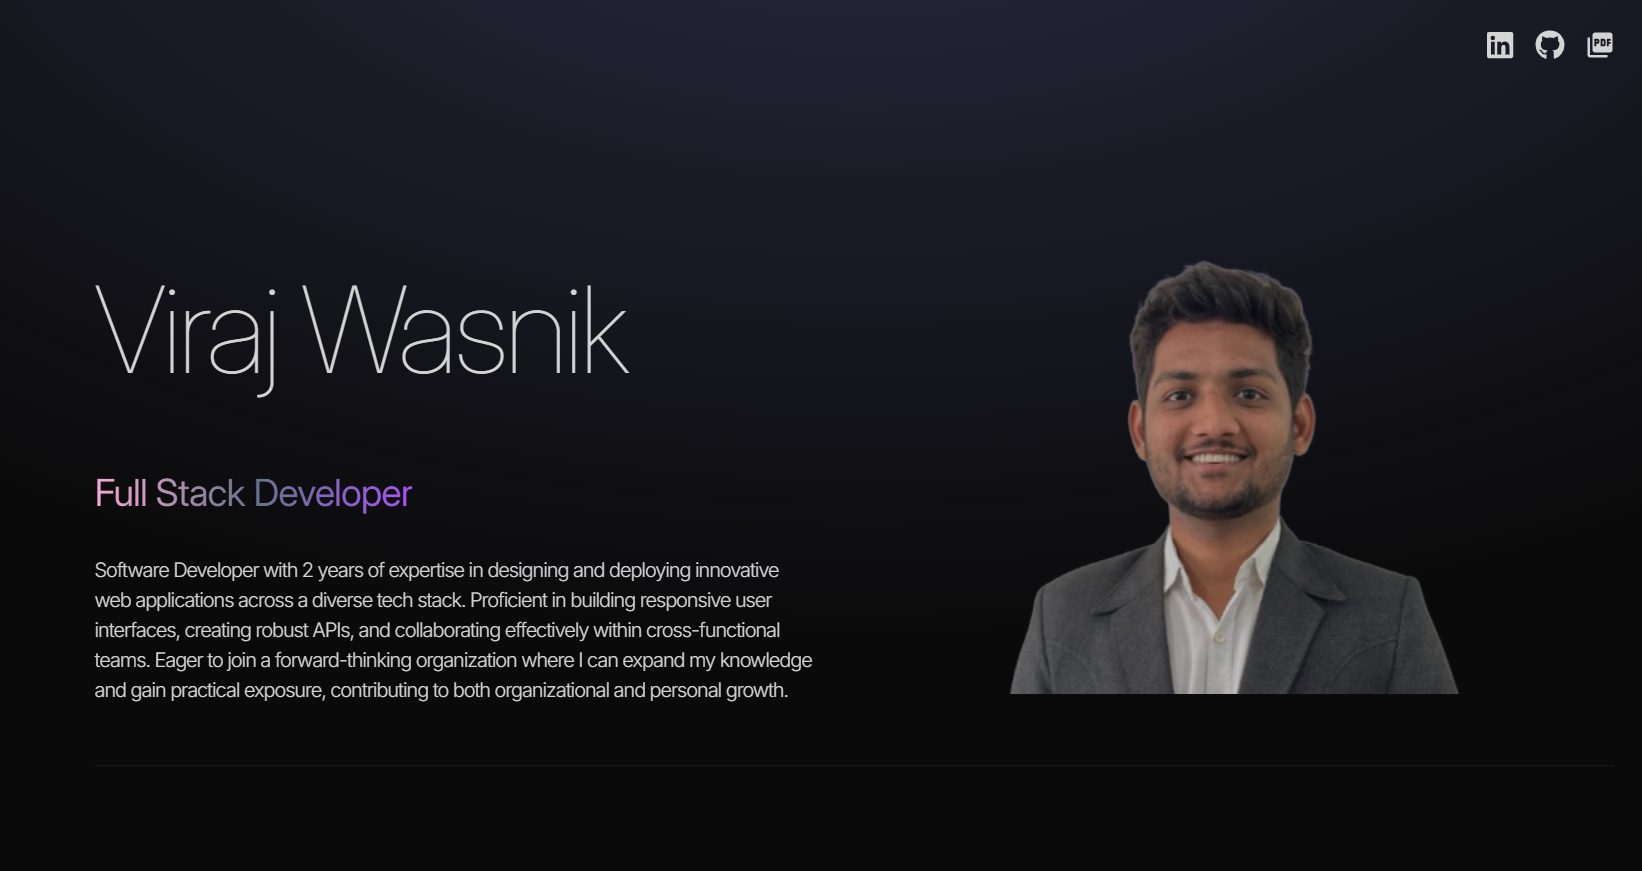 in
PDF
Viraj Wasnik
Full Stack Developer
Software Developer with 2 years of expertise in designing and deploying innovative
web applications across a diverse tech stack. Proficient in building responsive user
interfaces, creating robust APIs, and collaborating effectively within cross-functional
teams. Eager to join a forward-thinking organization where I can expand my knowledge
and gain practical exposure, contributing to both organizational and personal growth.